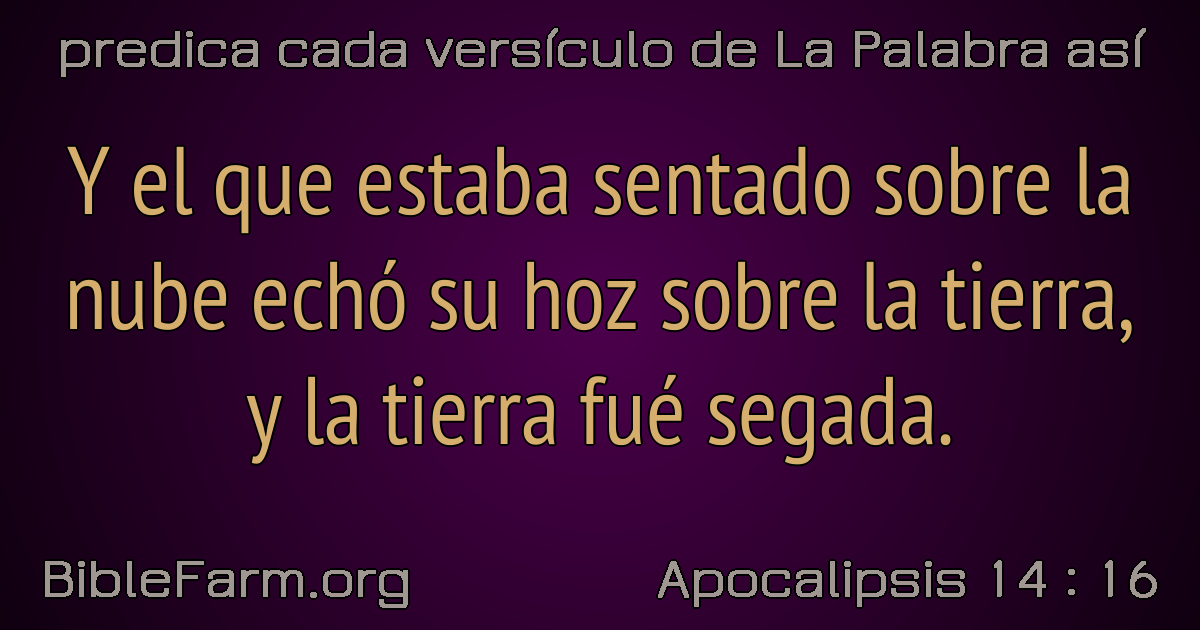 predica cada versículo de La Palabra así
Y el que estaba sentado sobre la
nube echó su hoz sobre la tierra,
y la tierra fué segada.
BibleFarm.org
Apocalipsis 14 : 16